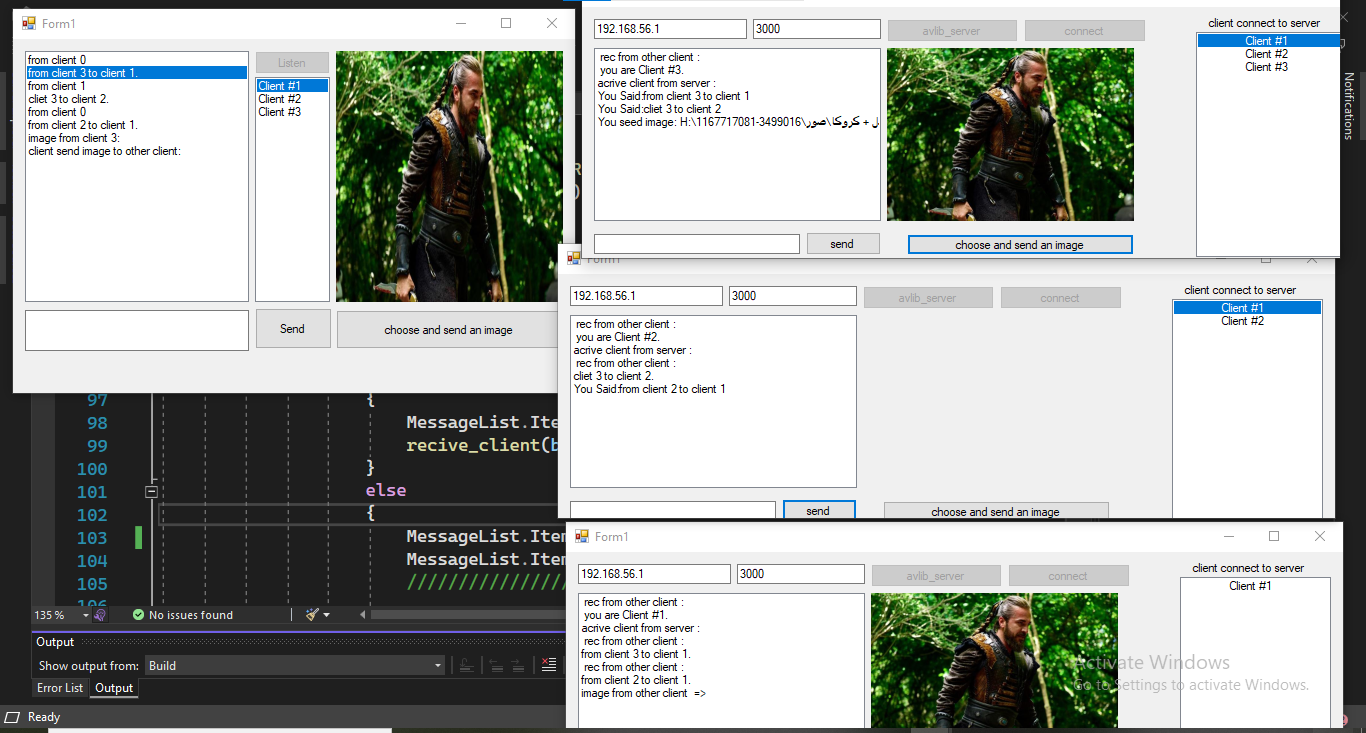 Form1
from client 0
from client 3 to client 1.
from client 1
cliet 3 to client 2.
from client 0
from client 2 to client 1.
image from client 3:
client send image to other client:
Listen
Client #1
Client #2
Client #3
Send
choose and send an image
192.168.56.1
3000
avlib_server
connect
client connect to server
rec from other client :
you are Client #3.
acrive client from server :
You Said:from client 3 to client 1
You Said:cliet 3 to client 2
You seed image: H:\1167717081-3499016\صور\كروكا + ل
Client #1
Client #2
Client #3
send
choose and send an image
Notifications
Form1
192.168.56.1
3000
avlib_server
connect
client connect to server
rec from other client :
you are Client #2.
acrive client from server :
rec from other client :
cliet 3 to client 2.
You Said:from client 2 to client 1
Client #1
Client #2
send
choose and send an image
R
)
97 {
98 MessageList.Ite
99 recive_client(b
100 }
101 else
102 {
103 MessageList.Item
104 MessageList.Item
105 ///////////////
106
135 %
No issues found
Output
Show output from: Build
Error List Output
Ready
Form1
192.168.56.1
3000
avlib_server
connect
client connect to server
rec from other client :
you are Client #1.
acrive client from server :
rec from other client :
from client 3 to client 1.
rec from other client :
from client 2 to client 1.
image from other client =>
Client #1
Activate Windows
Go to Settings to activate Windows.